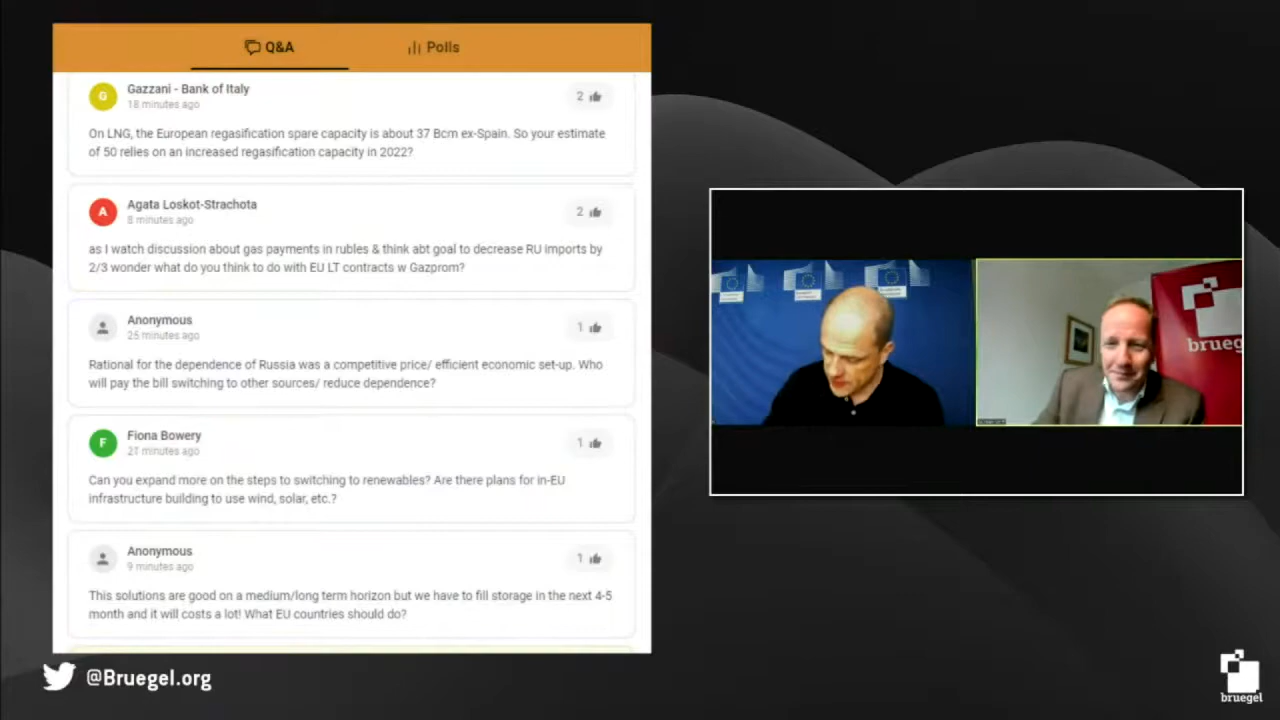 Q&A
Polls
G
Gazzani - Bank of Italy
18 minutes ago
2
On LNG, the European regasification spare capacity is about 37 Bcm ex-Spain. So your estimate
of 50 relies on an increased regasification capacity in 2022?
A
Agata Loskot-Strachota
8 minutes ago
2
as I watch discussion about gas payments in rubles & think abt goal to decrease RU imports by
2/3 wonder what do you think to do with EU LT contracts w Gazprom?
Anonymous
25 minutes ago
1
Rational for the dependence of Russia was a competitive price/ efficient economic set-up. Who
will pay the bill switching to other sources/ reduce dependence?
F
Fiona Bowery
27 minutes ago
1
Can you expand more on the steps to switching to renewables? Are there plans for in-EU
infrastructure building to use wind, solar, etc.?
Anonymous
9 minutes ago
1
This solutions are good on a medium/long term horizon but we have to fill storage in the next 4-5
month and it will costs a lot! What EU countries should do?
brueg
@Bruegel.org
bruegel